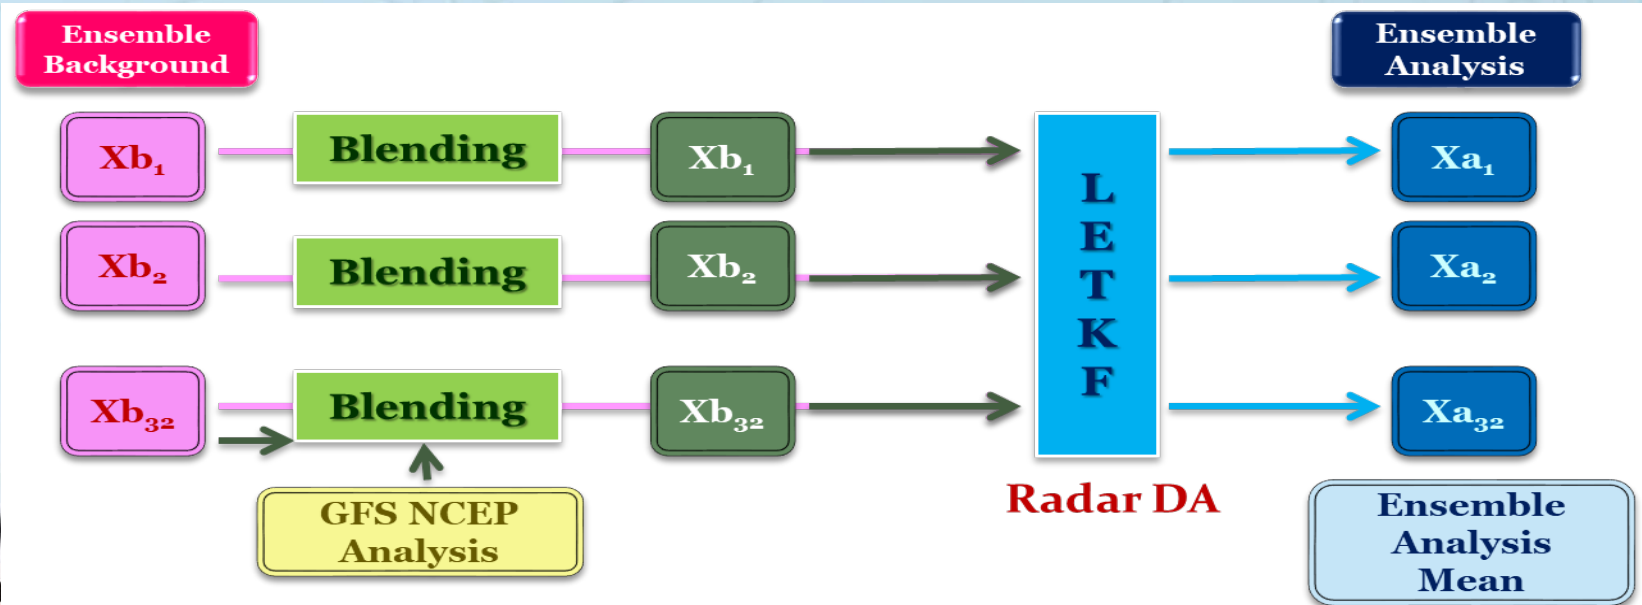 Ensemble
Background
Ensemble
Analysis
Xb₁
Blending
Xb₁
Xa₁
Xb₂
Blending
Xb₂
Xa₂
Xb₃₂
Blending
Xb₃₂
Xa₃₂
L
E
T
K
F
GFS NCEP
Analysis
Radar DA
Ensemble
Analysis
Mean